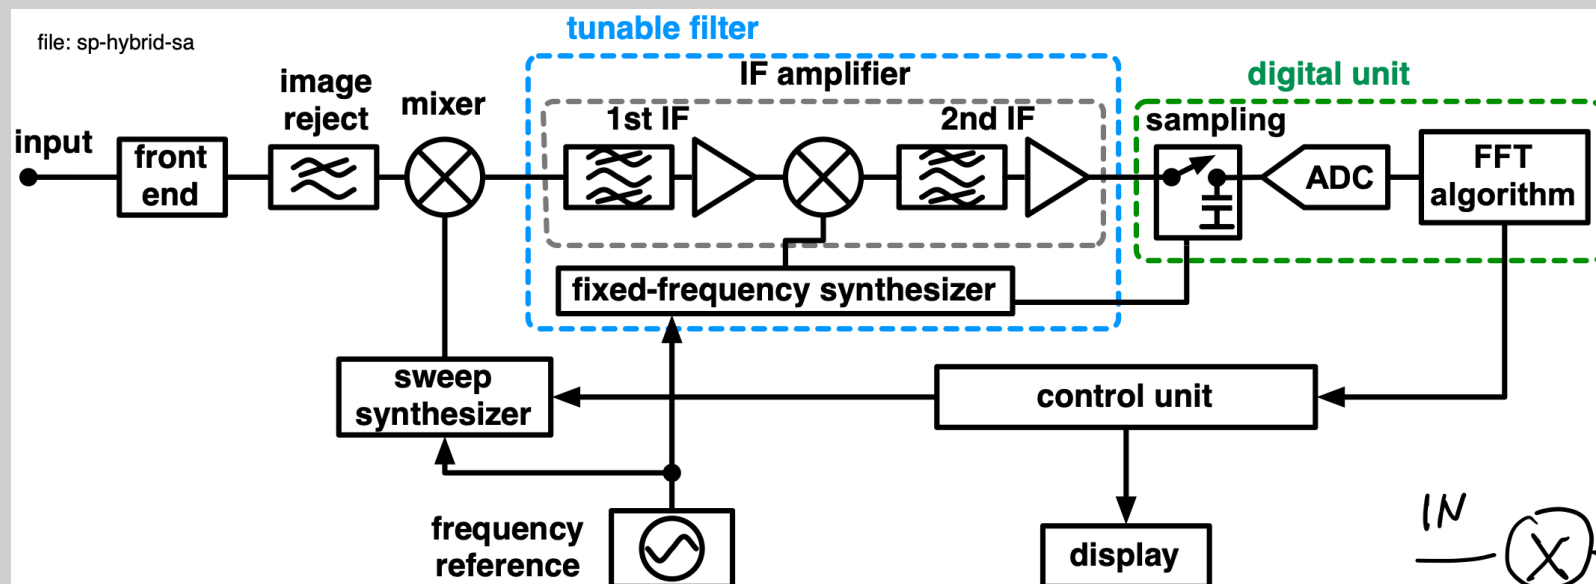 file: sp-hybrid-sa
tunable filter
IF amplifier
digital unit
image
reject
mixer
1st IF
2nd IF
sampling
input
front
end
ADC
FFT
algorithm
fixed-frequency synthesizer
sweep
synthesizer
control unit
frequency
reference
display
IN
X